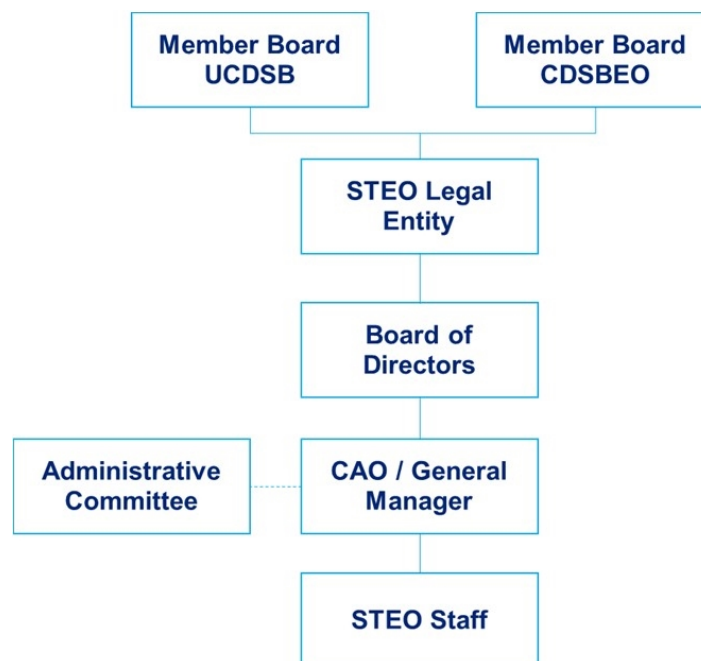 Member Board
UCDSB
Member Board
CDSBEO
STEO Legal
Entity
Board of
Directors
Administrative
Committee
CAO / General
Manager
STEO Staff